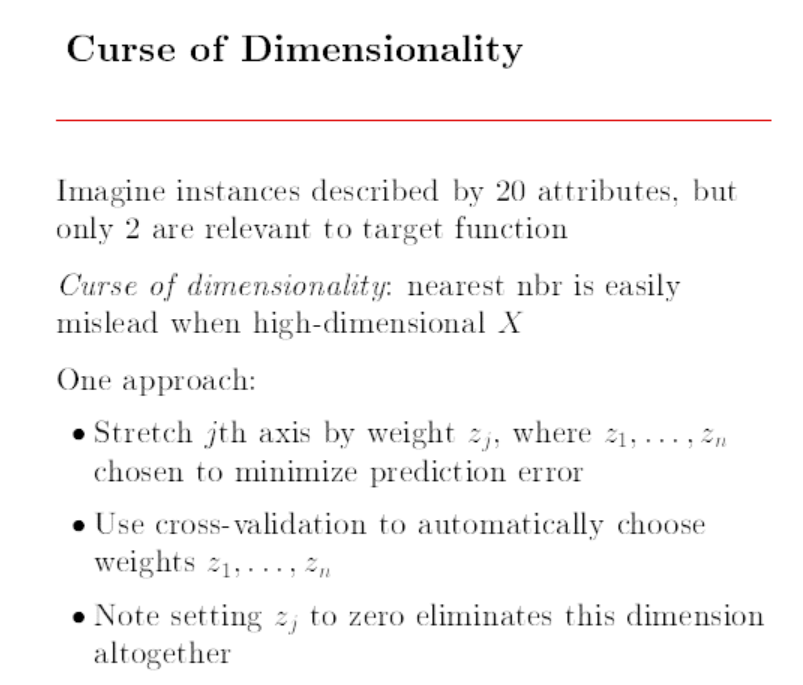 Curse of Dimensionality
Imagine instances described by 20 attributes, but
only 2 are relevant to target function
Curse of dimensionality: nearest nbr is easily
mislead when high-dimensional X
One approach:
• Stretch jth axis by weight z_j, where z_1, . . . , z_n
chosen to minimize prediction error
• Use cross-validation to automatically choose
weights z_1, . . . , z_n
• Note setting z_j to zero eliminates this dimension
altogether